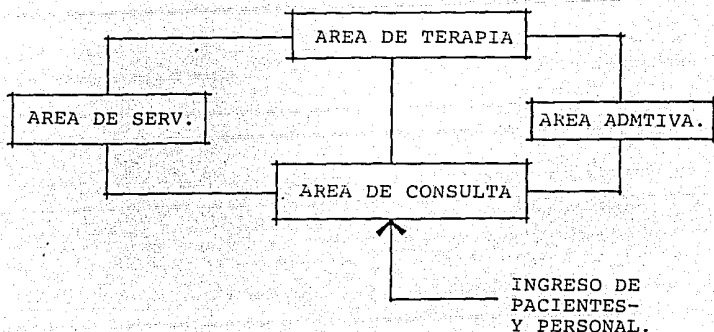 AREA DE TERAPIA
AREA DE SERV.
AREA ADMTIVA.
AREA DE CONSULTA
INGRESO DE
PACIENTES-
Y PERSONAL.